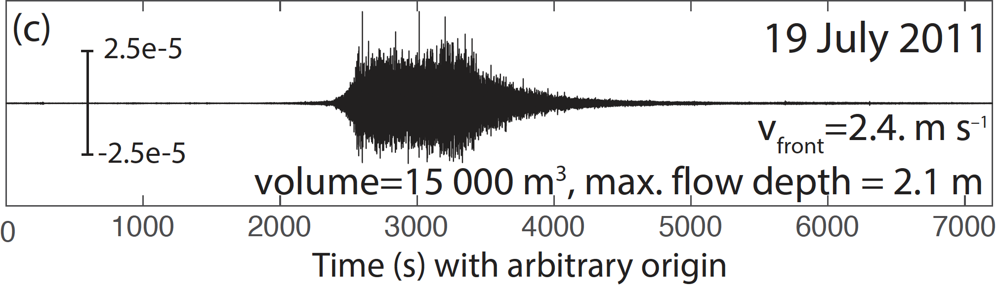 (c)
2.5e-5
19 July 2011
-2.5e-5
v_front=2.4. m s⁻¹
volume=15 000 m³, max. flow depth = 2.1 m
0 1000 2000 3000 4000 5000 6000 7000
Time (s) with arbitrary origin